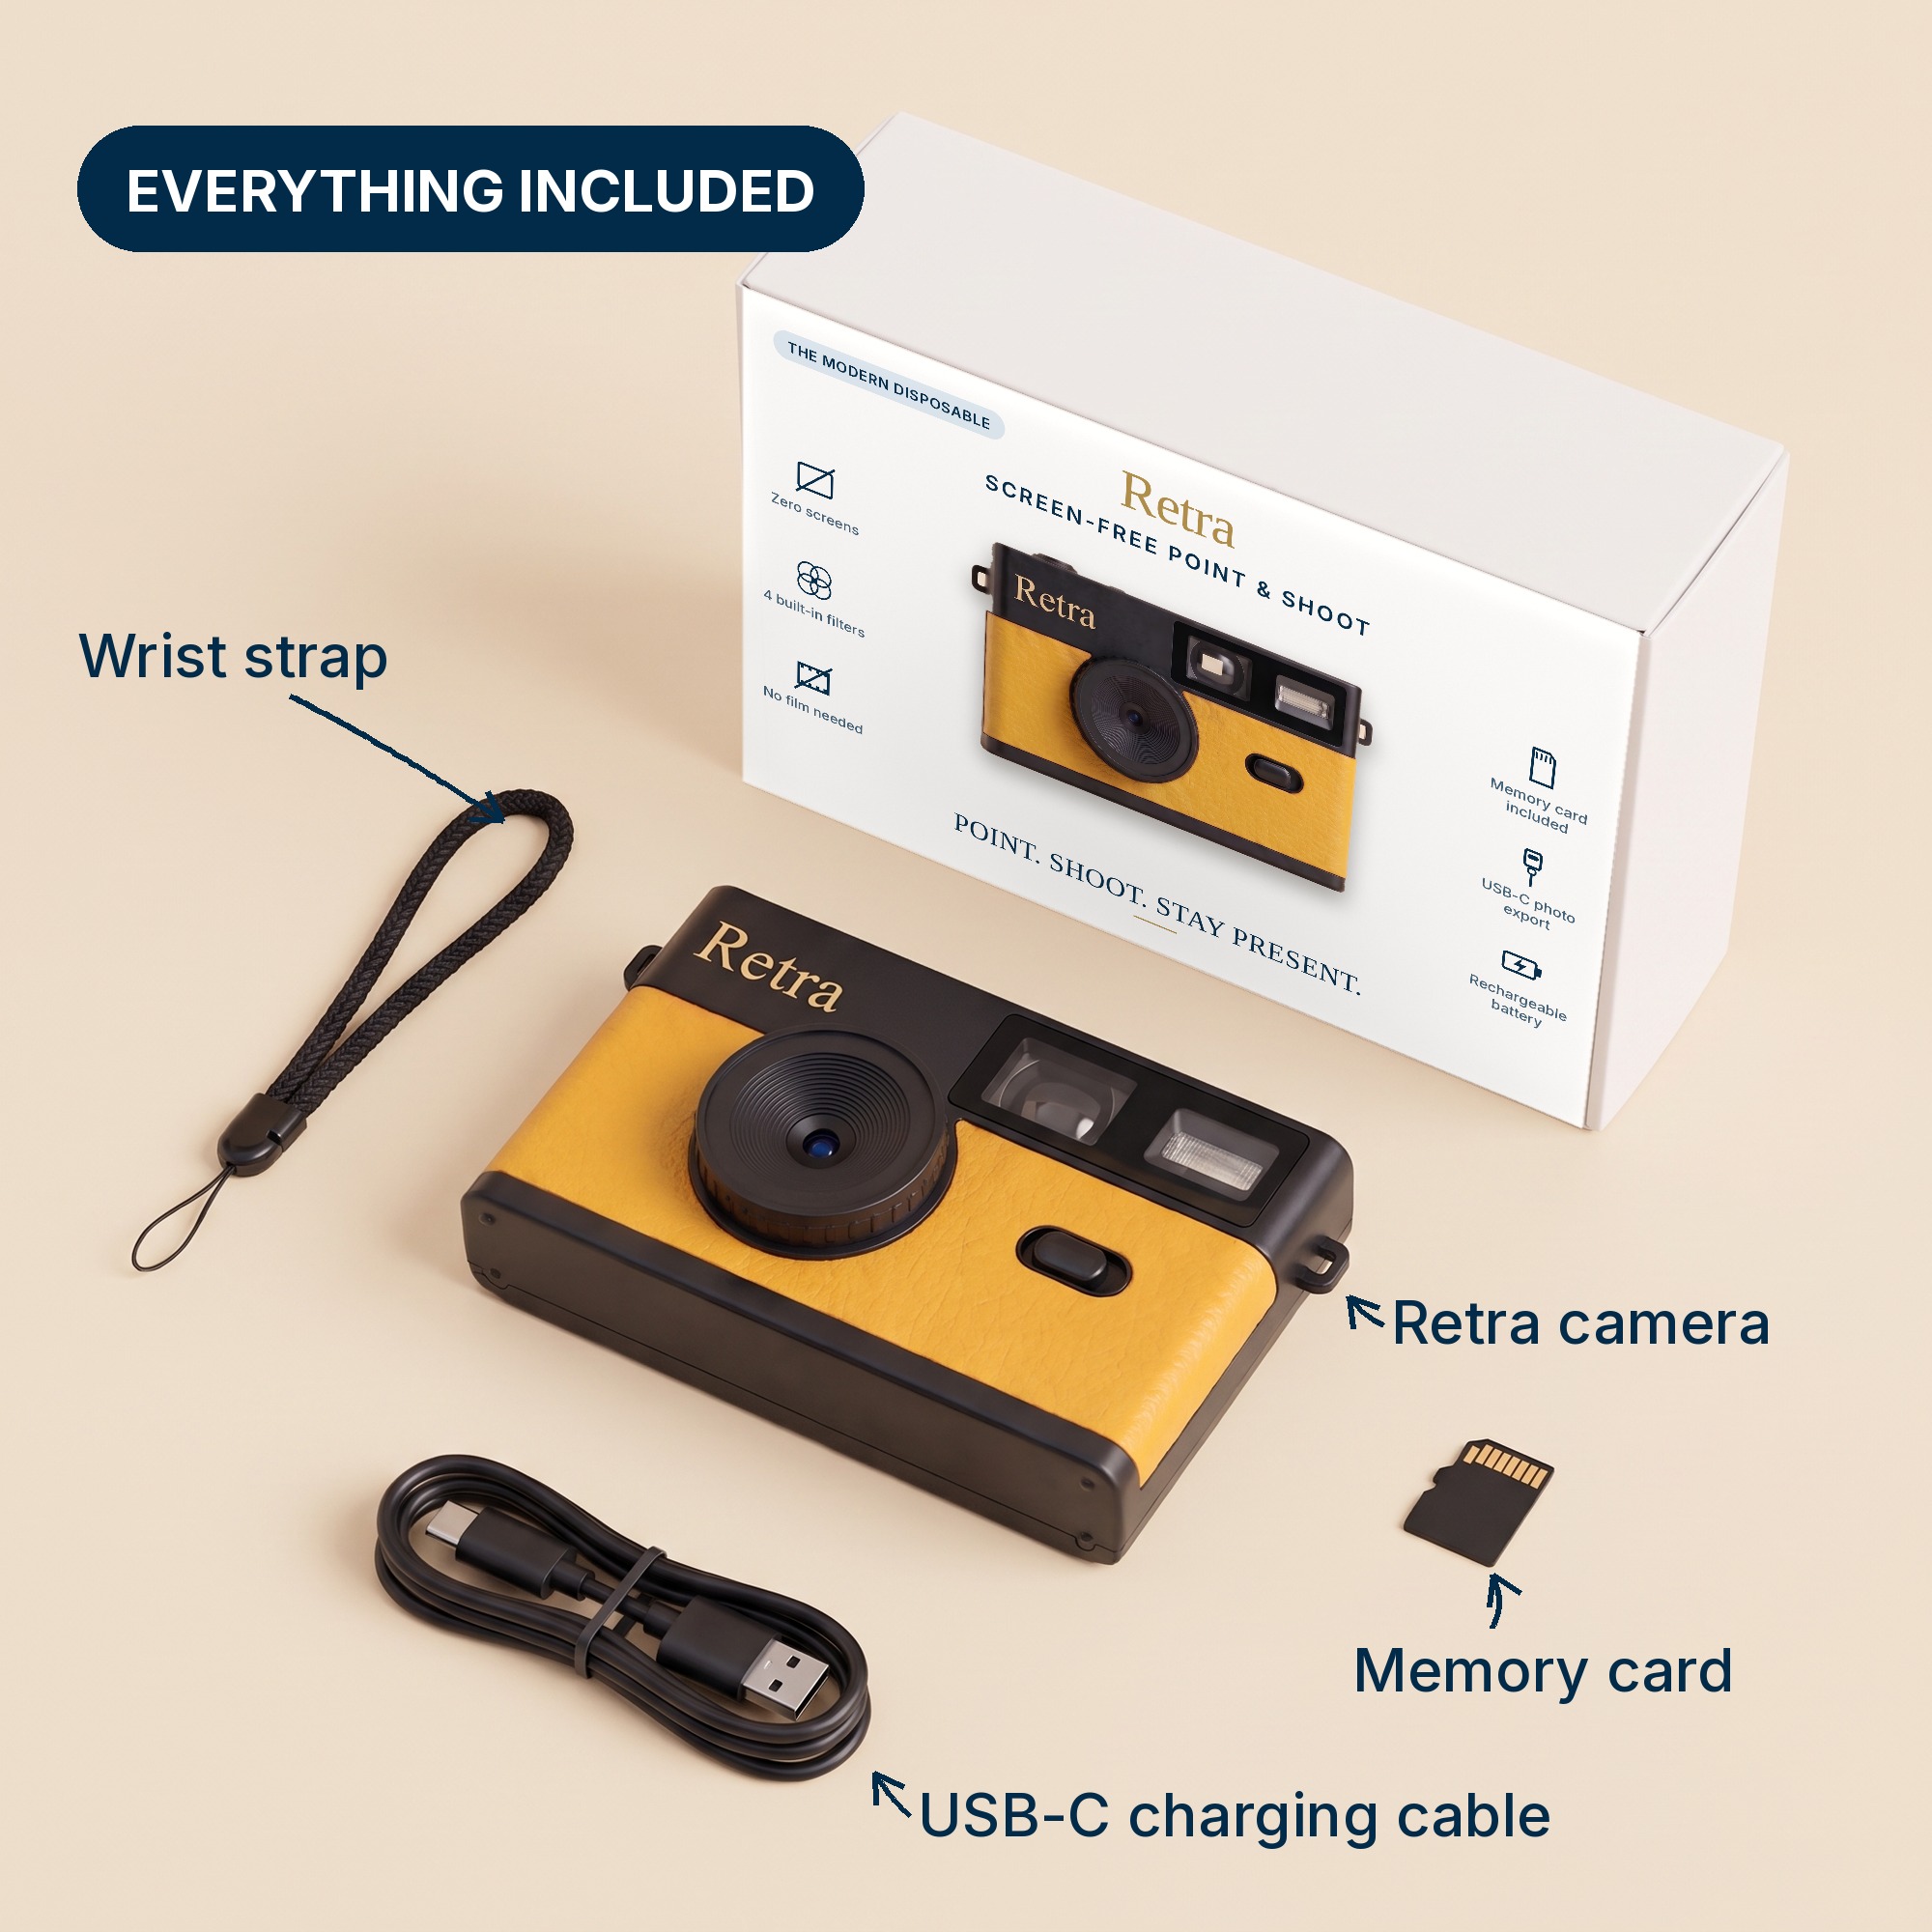 EVERYTHING INCLUDED
THE MODERN DISPOSABLE
Retra
SCREEN-FREE POINT & SHOOT
Zero screens
4 built-in filters
No film needed
Retra
Memory card
included
USB-C photo
export
Rechargeable
battery
POINT. SHOOT. STAY PRESENT.
Wrist strap
Retra
Retra camera
Memory card
USB-C charging cable